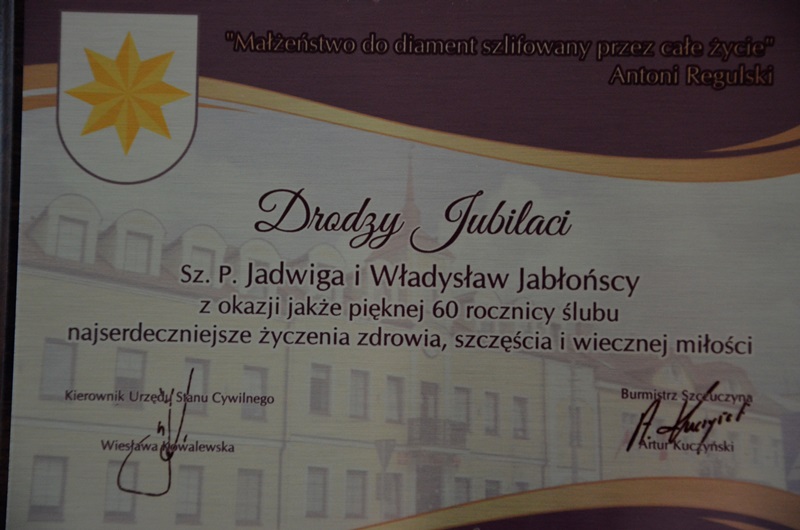 "Małżeństwo do diament szlifowany przez całe życie"
Antoni Regulski
Drodzy Jubilaci
Sz. P. Jadwiga i Władysław Jabłońscy
z okazji jakże pięknej 60 rocznicy ślubu
najserdeczniejsze życzenia zdrowia, szczęścia i wiecznej miłości
Kierownik Urzędu Stanu Cywilnego
Wiesława Kowalewska
Burmistrz Szczuczyna
Artur Kuczyński